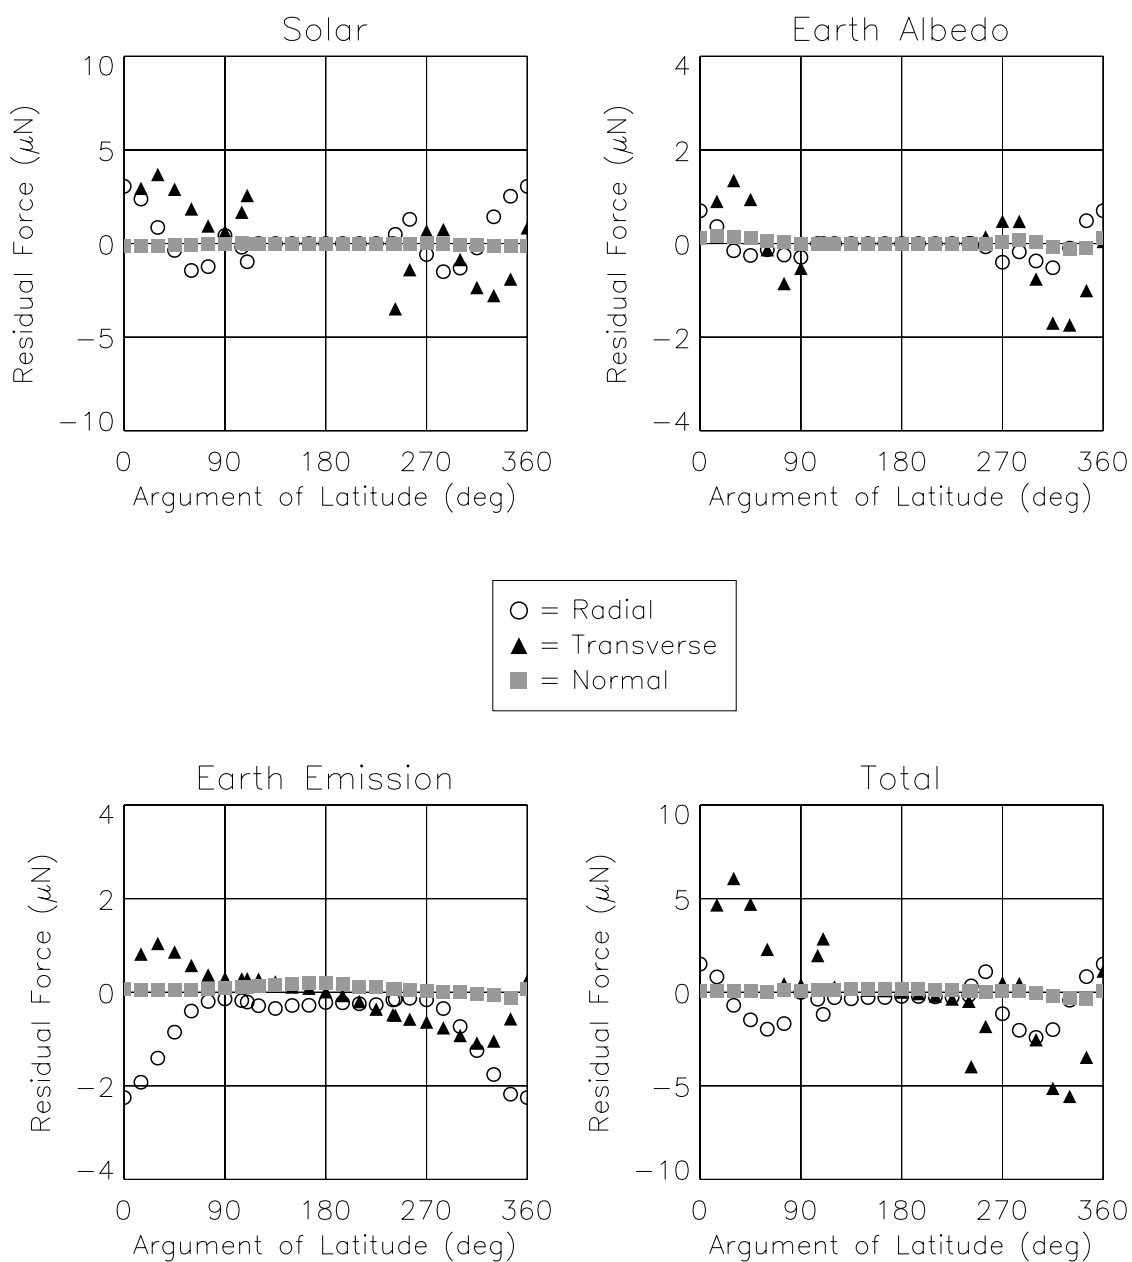 Solar
Earth Albedo
10
5
0
−5
−10
Residual Force (μN)
0 90 180 270 360
Argument of Latitude (deg)
4
2
0
−2
−4
Residual Force (μN)
0 90 180 270 360
Argument of Latitude (deg)
= Radial
= Transverse
= Normal
Earth Emission
Total
4
2
0
−2
−4
Residual Force (μN)
0 90 180 270 360
Argument of Latitude (deg)
10
5
0
−5
−10
Residual Force (μN)
0 90 180 270 360
Argument of Latitude (deg)